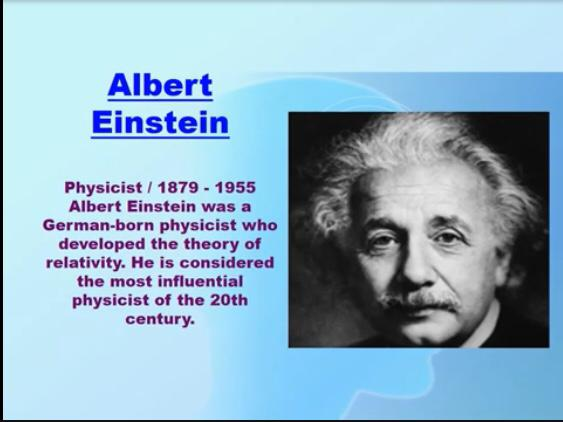 Albert
Einstein
Physicist / 1879 - 1955
Albert Einstein was a
German-born physicist who
developed the theory of
relativity. He is considered
the most influential
physicist of the 20th
century.